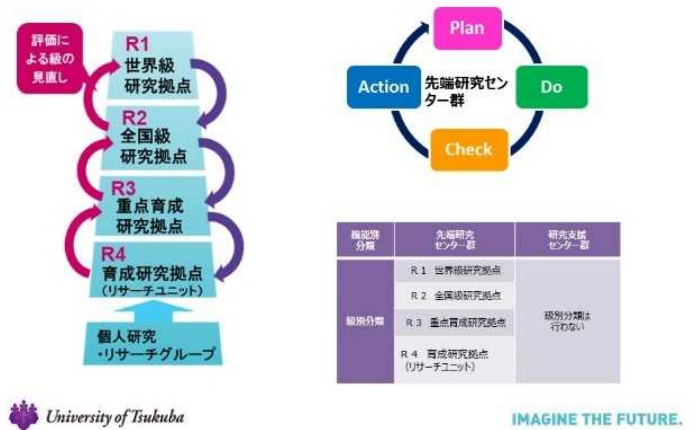 評価に
よる級の
見直し
R1
世界級
研究拠点
R2
全国級
研究拠点
R3
重点育成
研究拠点
R4
育成研究拠点
(リサーチユニット)
個人研究
・リサーチグループ
Plan
Do
Check
Action
先端研究セン
ター群
機能別
分類
先端研究
センター群
研究支援
センター群
級別分類
R1 世界級研究拠点
R2 全国級研究拠点
R3 重点育成研究拠点
R4 育成研究拠点
(リサーチユニット)
級別分類は
行わない
University of Tsukuba
IMAGINE THE FUTURE.